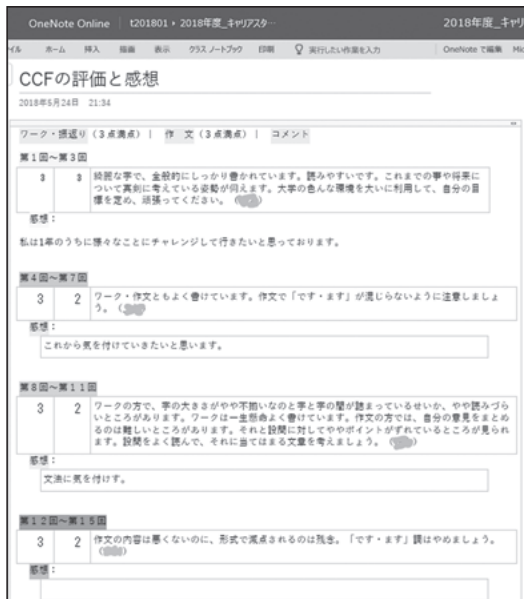 OneNote Online t201801 › 2018年度_キャリアスタ… 2018年度_キャリ
イル ホーム 挿入 描画 表示 クラス ノートブック 印刷 実行したい作業を入力 OneNote で編集 Mic
CCFの評価と感想
2018年5月24日 21:34
ワーク・振返り（3点満点）| 作 文（3点満点）| コメント
第1回～第3回
3 3 綺麗な字で、全般的にしっかり書かれています。読みやすいです。これまでの事や将来に
ついて真剣に考えている姿勢が伺えます。大学の色んな環境を大いに利用して、自分の目
標を定め、頑張ってください。（
感想：
私は1年のうちに様々なことにチャレンジして行きたいと思っております。
第4回～第7回
3 2 ワーク・作文ともよく書けています。作文で「です・ます」が混じらないように注意しましょ
う。（
感想：
これから気を付けていきたいと思います。
第8回～第11回
3 2 ワークの方で、字の大きさがやや不揃いなのと字と字の間が詰まっているせいか、やや読みづら
いところがあります。ワークは一生懸命よく書けています。作文の方では、自分の意見をまとめ
るのは難しいところがあります。それと設問に対してややポイントがずれているところが見られ
ます。設問をよく読んで、それに当てはまる文章を考えましょう。（ ）
感想：
文法に気を付けす。
第12回～第15回
3 2 作文の内容は悪くないのに、形式で減点されるのは残念。「です・ます」調はやめましょう。
（ ）
感想：